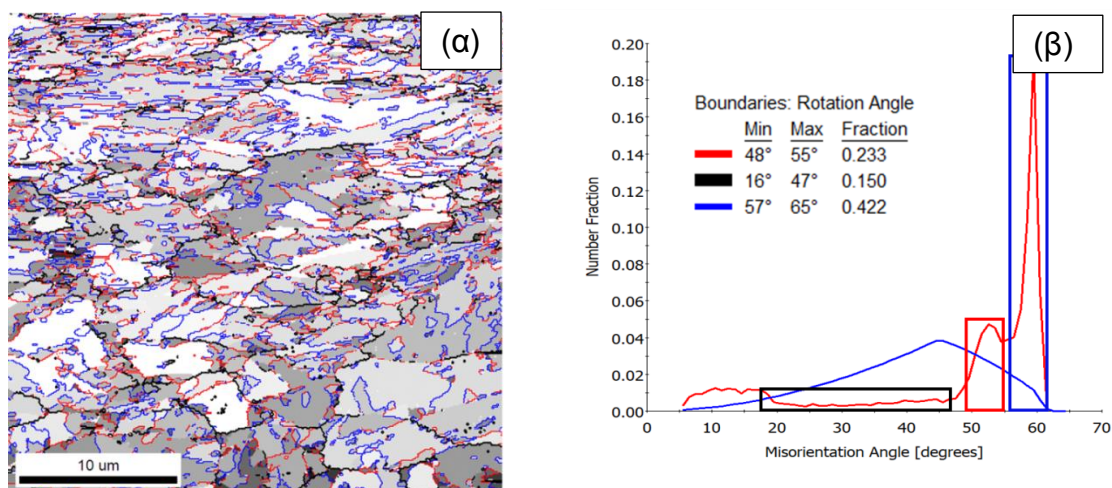 (α)
10 um
(β)
Boundaries: Rotation Angle
Min Max Fraction
48° 55° 0.233
16° 47° 0.150
57° 65° 0.422
Number Fraction
0.20
0.18
0.16
0.14
0.12
0.10
0.08
0.06
0.04
0.02
0.00
0 10 20 30 40 50 60 70
Misorientation Angle [degrees]